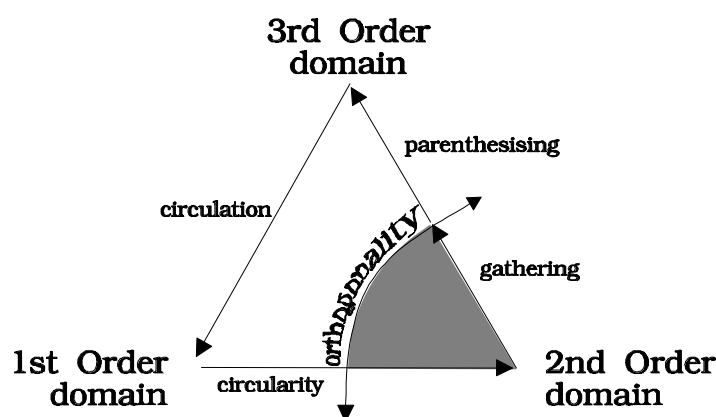 3rd Order
domain
parenthesising
circulation
orthogonality
gathering
1st Order
domain
circularity
2nd Order
domain